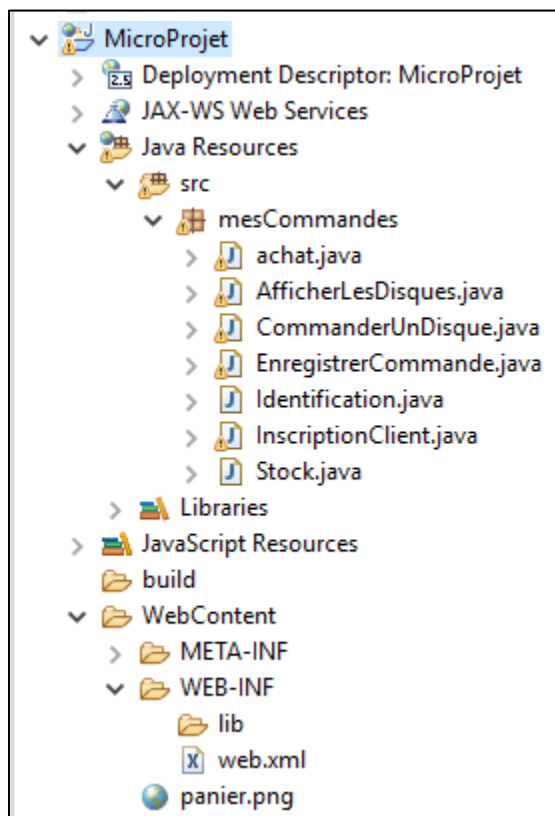 MicroProjet
2.5 Deployment Descriptor: MicroProjet
JAX-WS Web Services
Java Resources
src
mesCommandes
J achat.java
J AfficherLesDisques.java
J CommanderUnDisque.java
J EnregistrerCommande.java
J Identification.java
J InscriptionClient.java
J Stock.java
Libraries
JavaScript Resources
build
WebContent
META-INF
WEB-INF
lib
X web.xml
panier.png